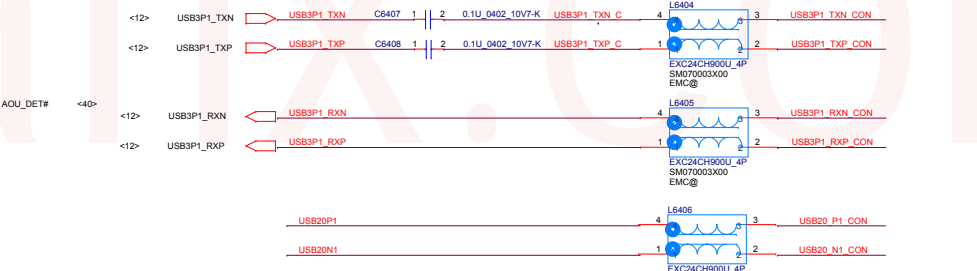 L6404
<12> USB3P1_TXN USB3P1_TXN C6407 1 2 0.1U_0402_10V7-K USB3P1_TXN_C 4 3 USB3P1_TXN_CON
<12> USB3P1_TXP USB3P1_TXP C6408 1 2 0.1U_0402_10V7-K USB3P1_TXP_C 1 2 USB3P1_TXP_CON
EXC24CH900U_4P
SM070003X00
EMC@
AOU_DET# <40>
L6405
<12> USB3P1_RXN USB3P1_RXN 4 3 USB3P1_RXN_CON
<12> USB3P1_RXP USB3P1_RXP 1 2 USB3P1_RXP_CON
EXC24CH900U_4P
SM070003X00
EMC@
L6406
USB20P1 4 3 USB20_P1_CON
USB20N1 1 2 USB20_N1_CON
EXC24CH900U_4P